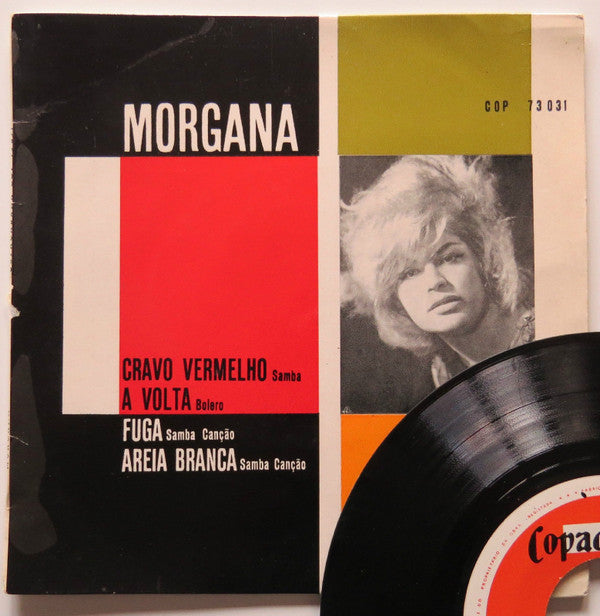 COP 73031
MORGANA
CRAVO VERMELHO Samba
A VOLTA Bolero
FUGA Samba Canção
AREIA BRANCA Samba Canção
Copac